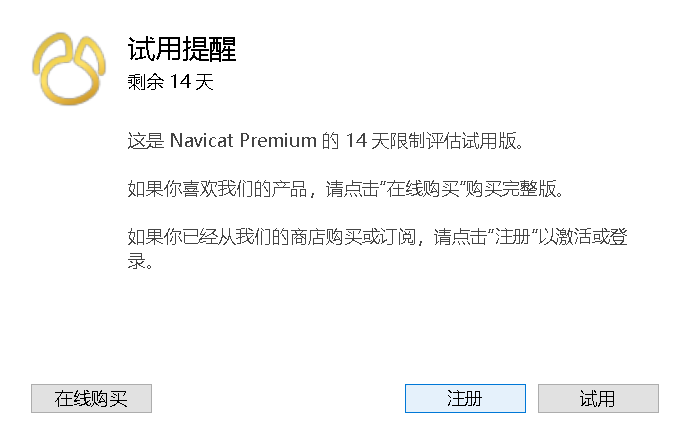 试用提醒
剩余 14 天
这是 Navicat Premium 的 14 天限制评估试用版。
如果你喜欢我们的产品，请点击“在线购买”购买完整版。
如果你已经从我们的商店购买或订阅，请点击“注册”以激活或登
录。
在线购买
注册
试用